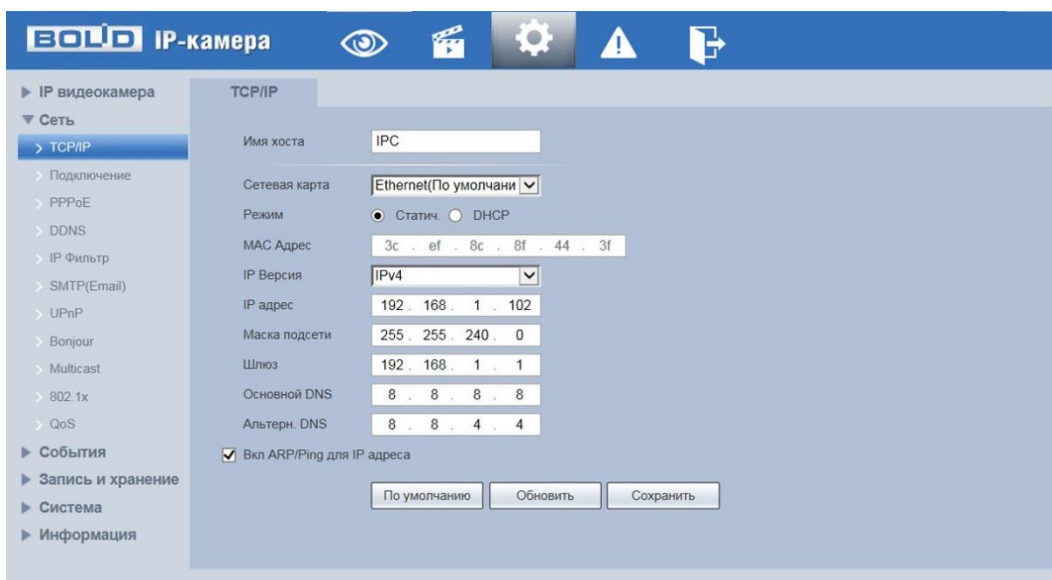 BOLID IP-камера
IP видеокамера
Сеть
TCP/IP
Подключение
PPPoE
DDNS
IP Фильтр
SMTP(Email)
UPnP
Bonjour
Multicast
802.1x
QoS
События
Запись и хранение
Система
Информация
TCP/IP
Имя хоста IPC
Сетевая карта Ethernet(По умолчани
Режим Статич. DHCP
MAC Адрес 3c . ef . 8c . 8f . 44 . 3f
IP Версия IPv4
IP адрес 192 . 168 . 1 . 102
Маска подсети 255 . 255 . 240 . 0
Шлюз 192 . 168 . 1 . 1
Основной DNS 8 . 8 . 8 . 8
Альтерн. DNS 8 . 8 . 4 . 4
Вкл ARP/Ping для IP адреса
По умолчанию Обновить Сохранить